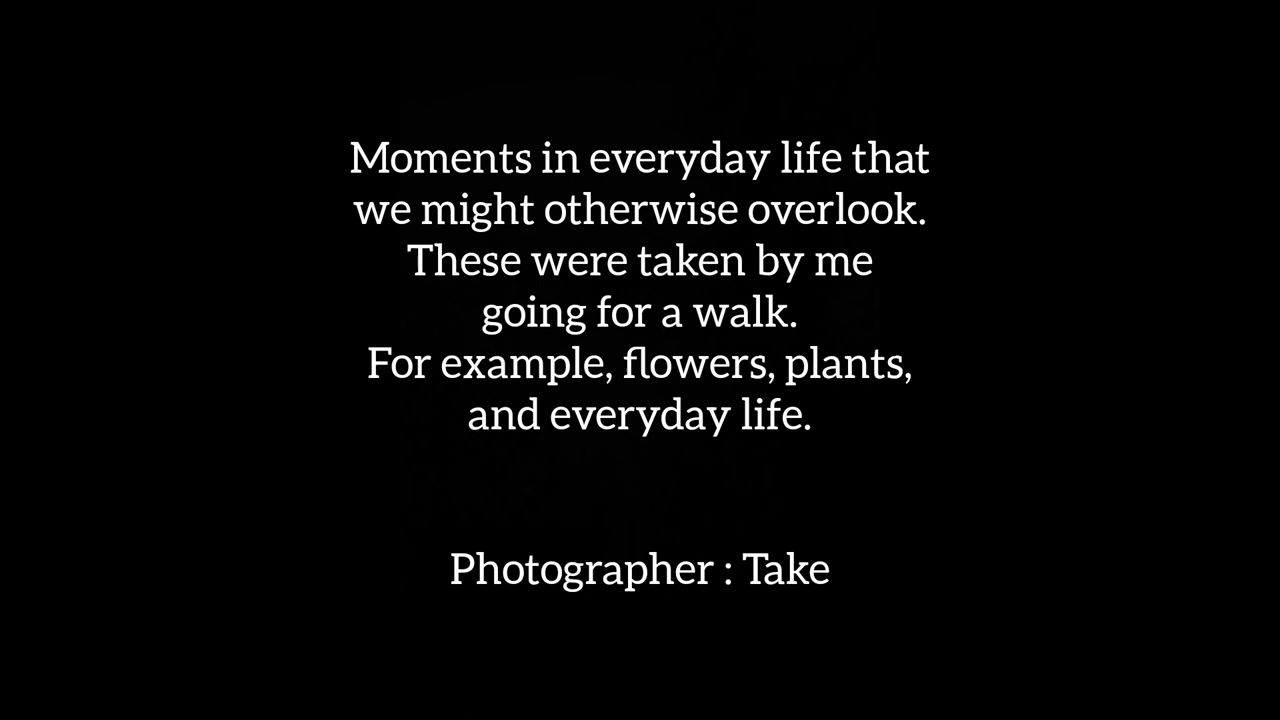 Moments in everyday life that
we might otherwise overlook.
These were taken by me
going for a walk.
For example, flowers, plants,
and everyday life.
Photographer : Take